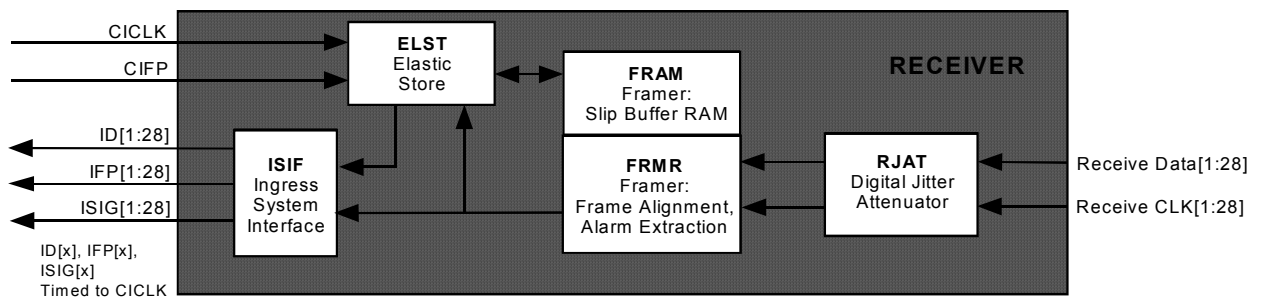 CICLK
CIFP
ELST
Elastic
Store
FRAM
Framer:
Slip Buffer RAM
RECEIVER
ID[1:28]
IFP[1:28]
ISIG[1:28]
ISIF
Ingress
System
Interface
FRMR
Framer:
Frame Alignment,
Alarm Extraction
RJAT
Digital Jitter
Attenuator
Receive Data[1:28]
Receive CLK[1:28]
ID[x], IFP[x],
ISIG[x]
Timed to CICLK